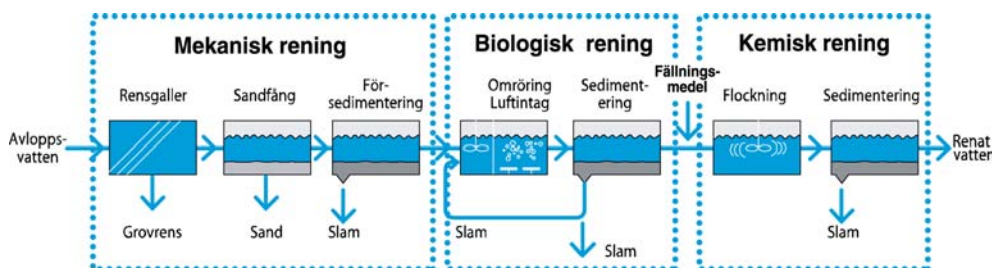 Mekanisk rening
Biologisk rening
Kemisk rening
Rensgaller
Sandfång
För-
sedimentering
Omröring
Luftintag
Sediment-
ering
Fällnings-
medel
Flockning
Sedimentering
Avlopps-
vatten
Renat
vatten
Grovrens
Sand
Slam
Slam
Slam
Slam